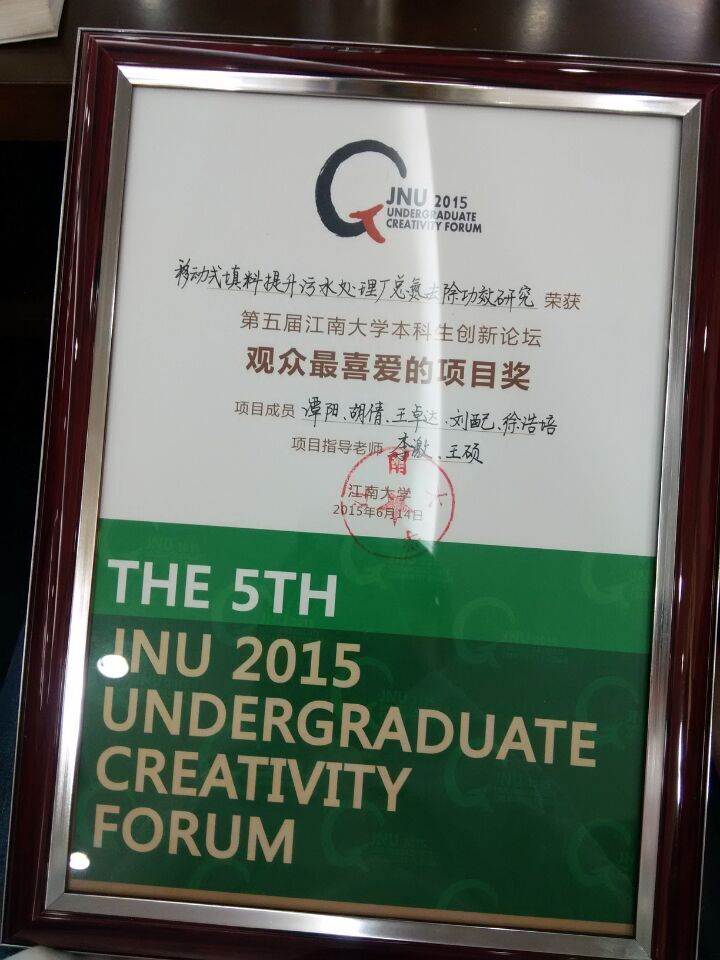 JNU 2015
UNDERGRADUATE
CREATIVITY FORUM
移动式填料提升污水处理厂总氮去除功效研究 荣获
第五届江南大学本科生创新论坛
观众最喜爱的项目奖
项目成员 谭阳、胡倩、王卓达、刘配、徐浩培
项目指导老师 李激、王硕
江南大学
2015年6月14日
THE 5TH
JNU 2015
UNDERGRADUATE
CREATIVITY
FORUM